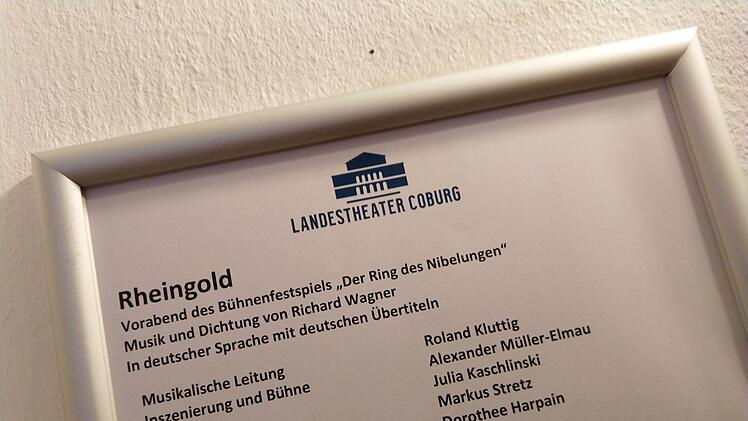 LANDESTHEATER COBURG
Rheingold
Vorabend des Bühnenfestspiels „Der Ring des Nibelungen“
Musik und Dichtung von Richard Wagner
In deutscher Sprache mit deutschen Übertiteln
Musikalische Leitung
Inszenierung und Bühne
Roland Kluttig
Alexander Müller-Elmau
Julia Kaschlinski
Markus Stretz
Dorothee Harpain